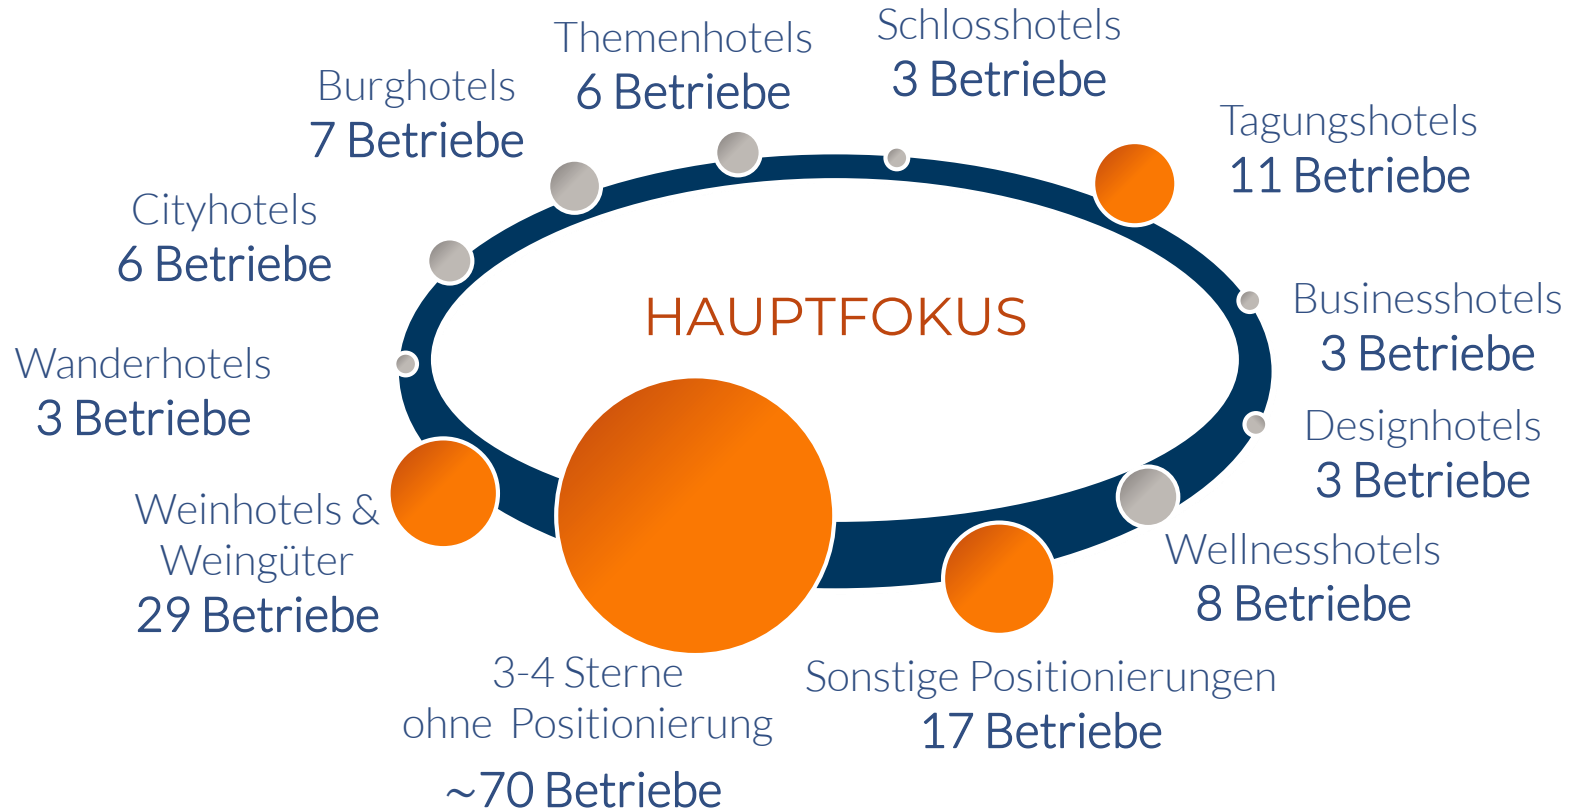 Themenhotels
6 Betriebe
Schlosshotels
3 Betriebe
Burghotels
7 Betriebe
Tagungshotels
11 Betriebe
Cityhotels
6 Betriebe
HAUPTFOKUS
Businesshotels
3 Betriebe
Wanderhotels
3 Betriebe
Designhotels
3 Betriebe
Weinhotels &
Weingüter
29 Betriebe
Wellnesshotels
8 Betriebe
3-4 Sterne
ohne Positionierung
~70 Betriebe
Sonstige Positionierungen
17 Betriebe